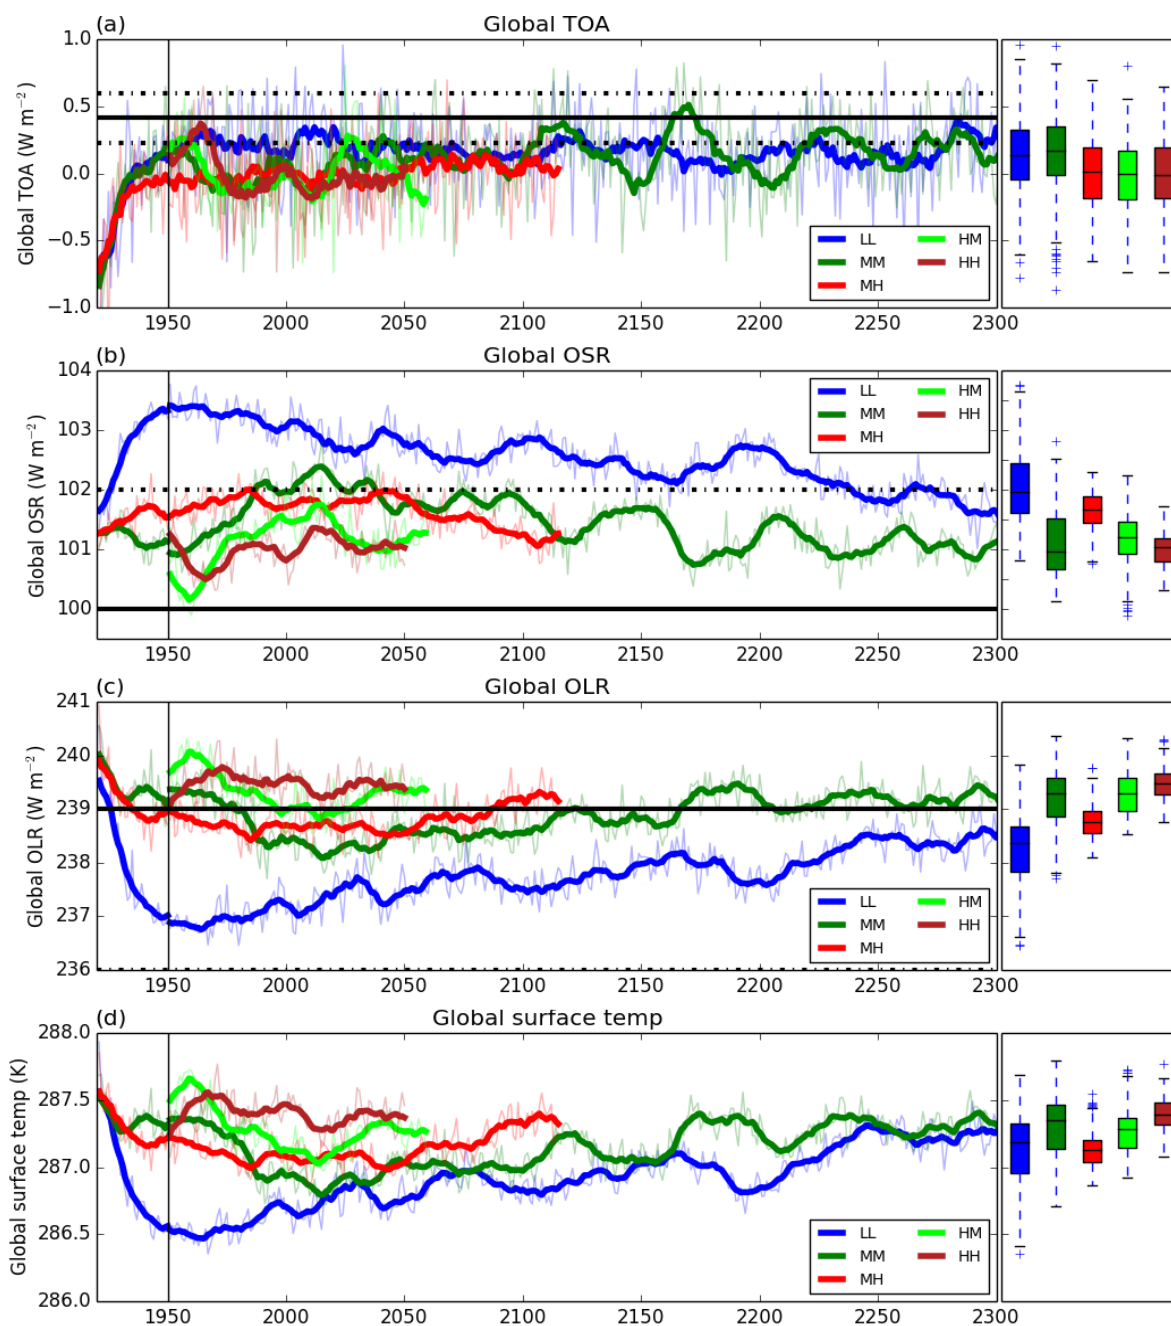 (a) Global TOA
Global TOA (W m⁻²)
1.0
0.5
0.0
−0.5
−1.0
LL HM
MM HH
MH
1950 2000 2050 2100 2150 2200 2250 2300
(b) Global OSR
Global OSR (W m⁻²)
104
103
102
101
100
LL HM
MM HH
MH
1950 2000 2050 2100 2150 2200 2250 2300
(c) Global OLR
Global OLR (W m⁻²)
241
240
239
238
237
236
LL HM
MM HH
MH
1950 2000 2050 2100 2150 2200 2250 2300
(d) Global surface temp
Global surface temp (K)
288.0
287.5
287.0
286.5
286.0
LL HM
MM HH
MH
1950 2000 2050 2100 2150 2200 2250 2300